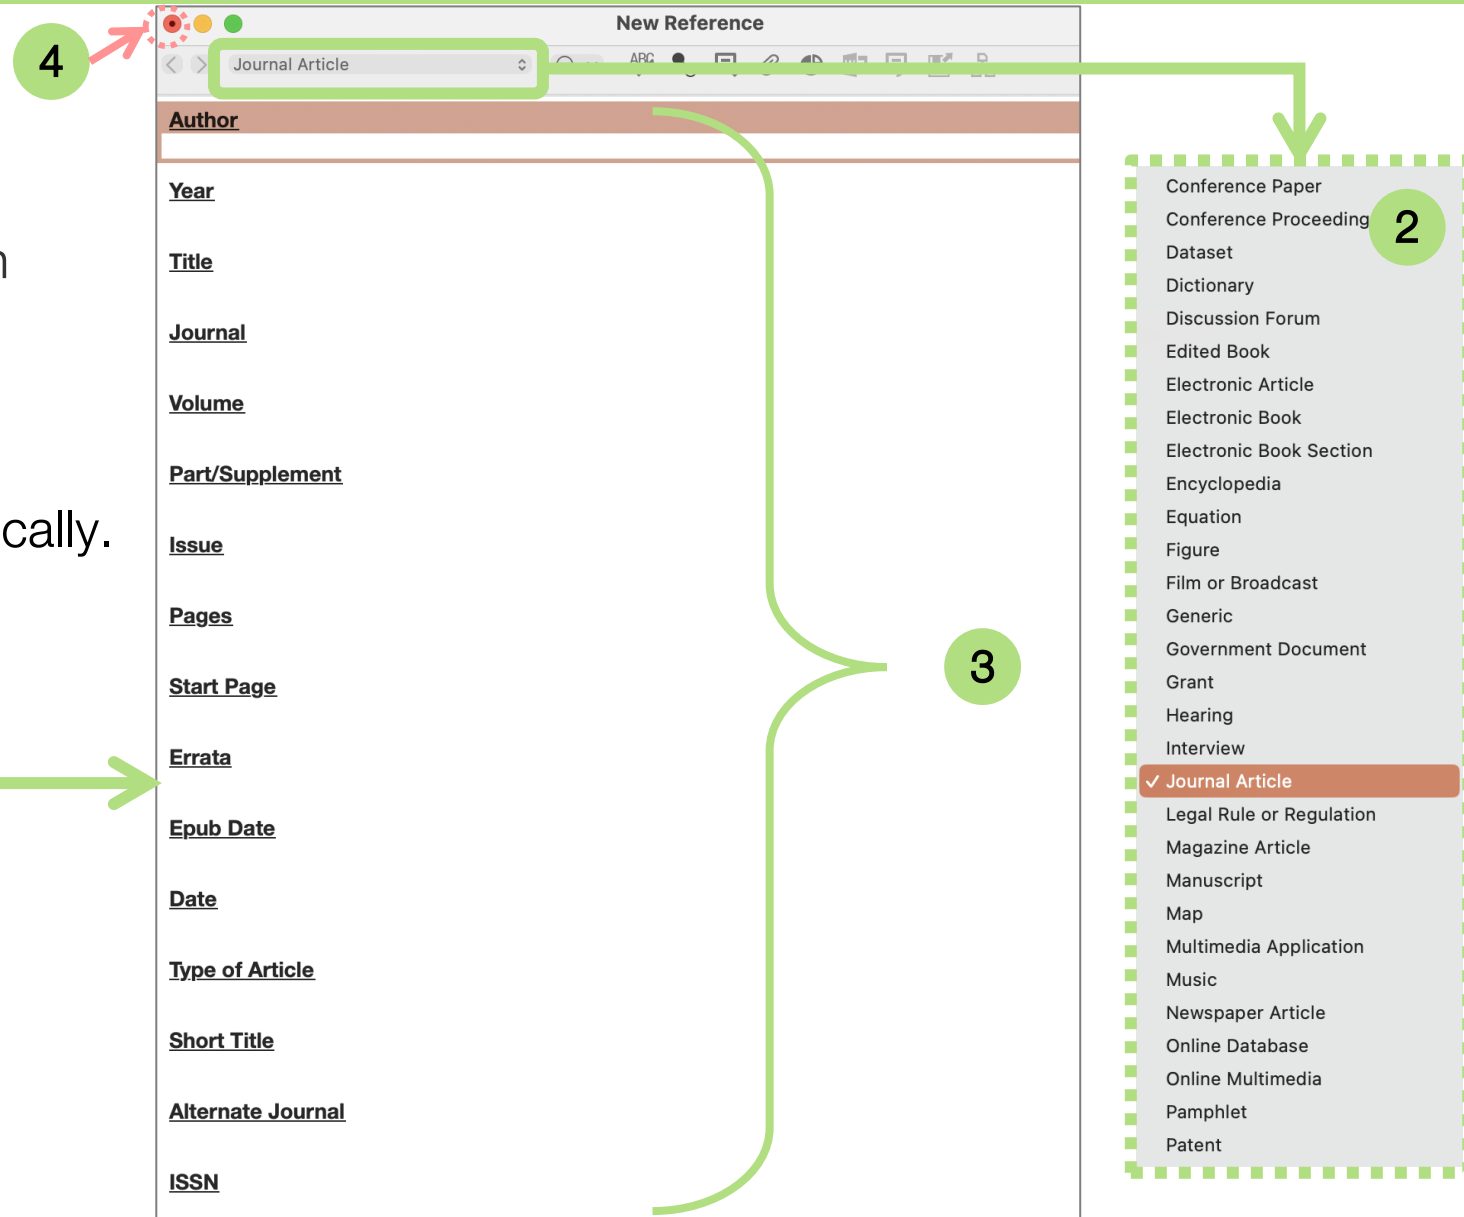 4
New Reference
Journal Article
ABC
Author
Year
Title
Journal
Volume
Part/Supplement
cally.
Issue
Pages
Start Page
Errata
Epub Date
Date
Type of Article
Short Title
Alternate Journal
ISSN
3
2
Conference Paper
Conference Proceeding
Dataset
Dictionary
Discussion Forum
Edited Book
Electronic Article
Electronic Book
Electronic Book Section
Encyclopedia
Equation
Figure
Film or Broadcast
Generic
Government Document
Grant
Hearing
Interview
✓ Journal Article
Legal Rule or Regulation
Magazine Article
Manuscript
Map
Multimedia Application
Music
Newspaper Article
Online Database
Online Multimedia
Pamphlet
Patent